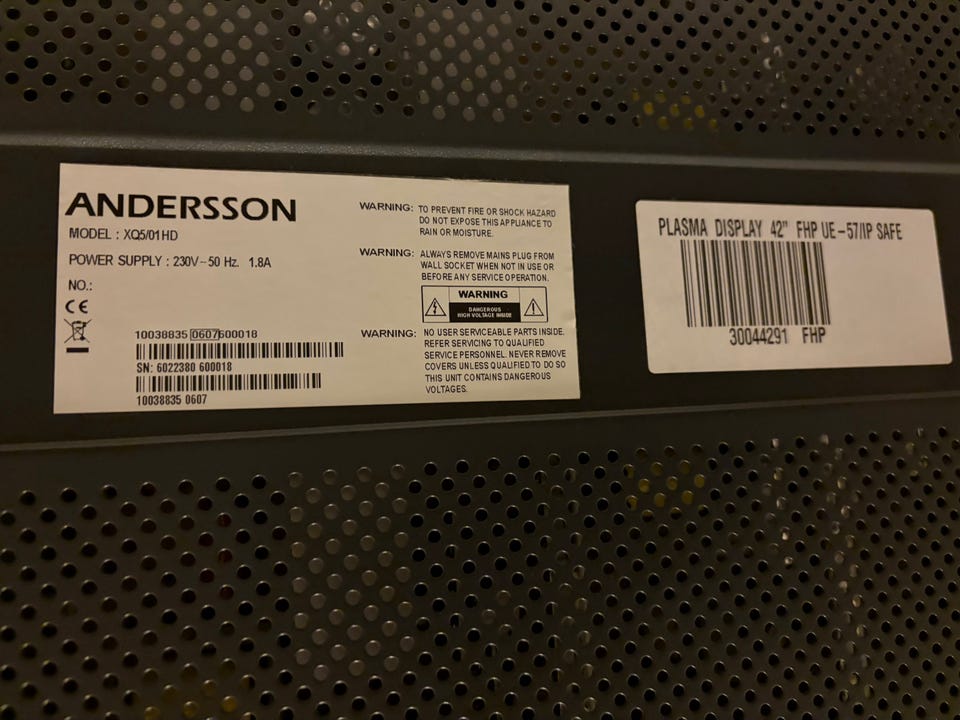 ANDERSSON
MODEL : XQ5/01HD
POWER SUPPLY : 230V~50 Hz. 1.8A
NO.:
CE
10038835 0607600018
SN: 6022380 600018
10038835 0607
WARNING: TO PREVENT FIRE OR SHOCK HAZARD
DO NOT EXPOSE THIS APPLIANCE TO
RAIN OR MOISTURE.
WARNING: ALWAYS REMOVE MAINS PLUG FROM
WALL SOCKET WHEN NOT IN USE OR
BEFORE ANY SERVICE OPERATION.
WARNING
DANGEROUS
HIGH VOLTAGE INSIDE
WARNING: NO USER SERVICEABLE PARTS INSIDE.
REFER SERVICING TO QUALIFIED
SERVICE PERSONNEL. NEVER REMOVE
COVERS UNLESS QUALIFIED TO DO SO
THIS UNIT CONTAINS DANGEROUS
VOLTAGES.
PLASMA DISPLAY 42" FHP UE-57/IP SAFE
30044291 FHP